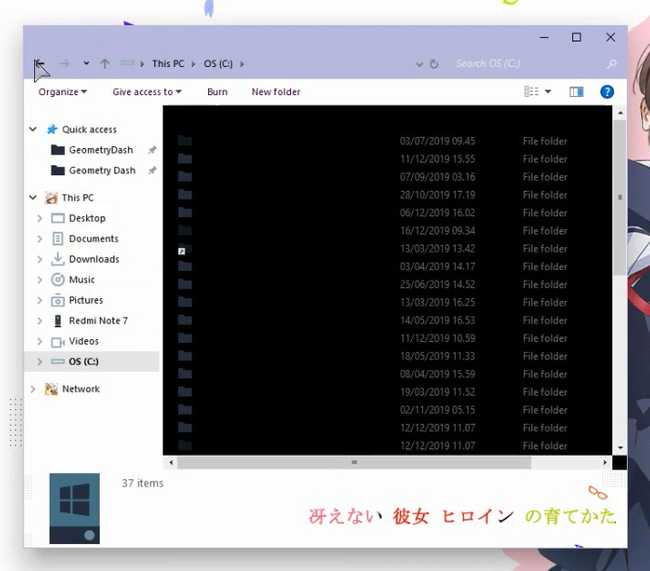 This PC OS (C:) Search OS (C:)
Organize Give access to Burn New folder
Quick access
GeometryDash
Geometry Dash
This PC
Desktop
Documents
Downloads
Music
Pictures
Redmi Note 7
Videos
OS (C:)
Network
03/07/2019 09.45 File folder
11/12/2019 15.55 File folder
07/09/2019 03.16 File folder
28/10/2019 17.19 File folder
06/12/2019 16.02 File folder
16/12/2019 09.34 File folder
13/03/2019 13.42 File folder
03/04/2019 14.17 File folder
25/06/2019 14.52 File folder
13/03/2019 16.25 File folder
14/05/2019 16.53 File folder
11/12/2019 10.59 File folder
18/05/2019 11.33 File folder
08/04/2019 15.59 File folder
19/03/2019 11.52 File folder
02/11/2019 05.15 File folder
12/12/2019 11.07 File folder
12/12/2019 11.07 File folder
37 items
冴えない 彼女 ヒロイン の育てかた